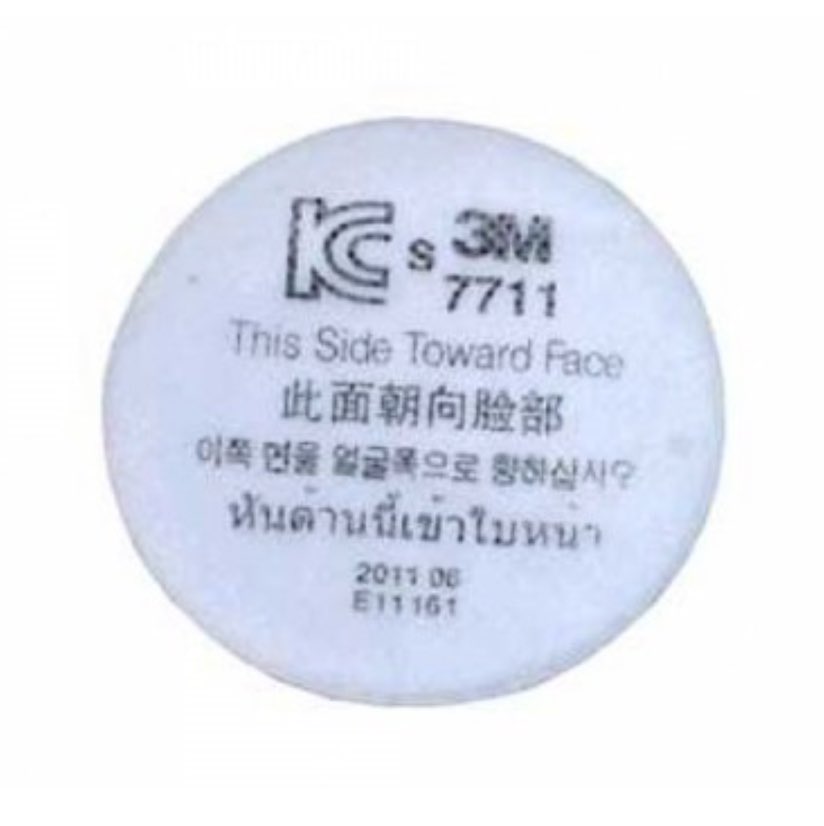 KC s 3M
7711
This Side Toward Face
此面朝向脸部
이쪽 면을 얼굴쪽으로 향하십시오
หันด้านนี้เข้าใบหน้า
2011 06
E11161